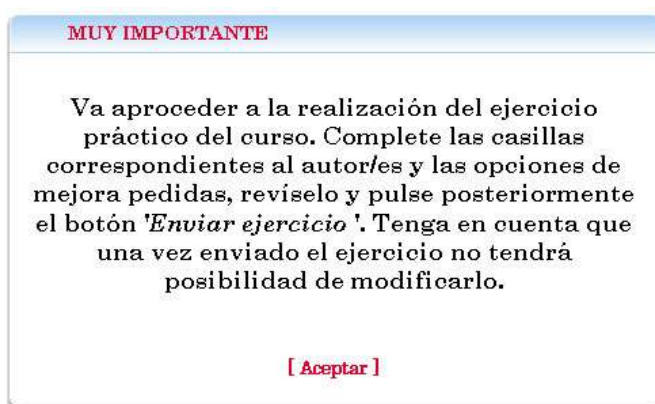 MUY IMPORTANTE
Va aproceder a la realización del ejercicio
práctico del curso. Complete las casillas
correspondientes al autor/es y las opciones de
mejora pedidas, revíselo y pulse posteriormente
el botón 'Enviar ejercicio '. Tenga en cuenta que
una vez enviado el ejercicio no tendrá
posibilidad de modificarlo.
[ Aceptar ]